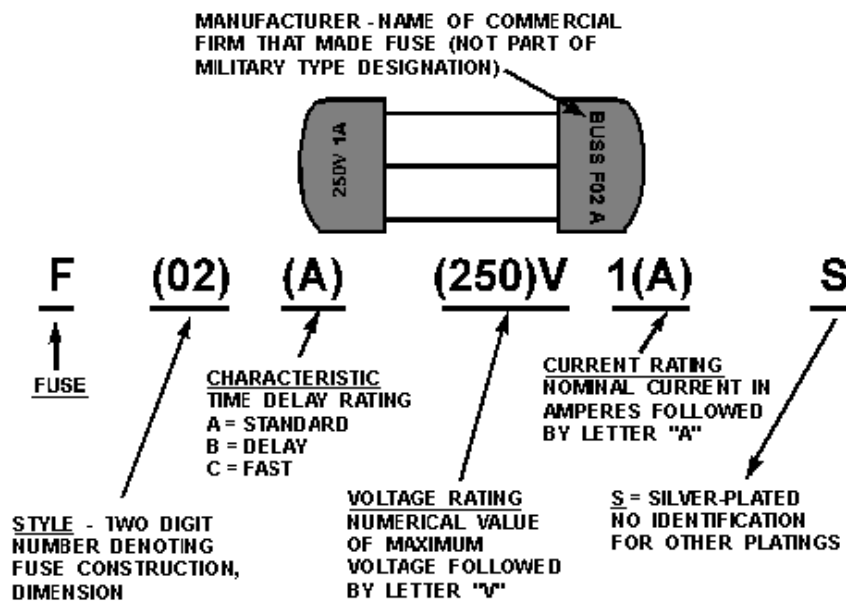 MANUFACTURER - NAME OF COMMERCIAL
FIRM THAT MADE FUSE (NOT PART OF
MILITARY TYPE DESIGNATION)
250V 1A
BUSS F02 A
F (02) (A) (250)V 1(A) S
FUSE
CHARACTERISTIC
TIME DELAY RATING
A = STANDARD
B = DELAY
C = FAST
CURRENT RATING
NOMINAL CURRENT IN
AMPERES FOLLOWED
BY LETTER "A"
STYLE - TWO DIGIT
NUMBER DENOTING
FUSE CONSTRUCTION,
DIMENSION
VOLTAGE RATING
NUMERICAL VALUE
OF MAXIMUM
VOLTAGE FOLLOWED
BY LETTER "V"
S = SILVER-PLATED
NO IDENTIFICATION
FOR OTHER PLATINGS